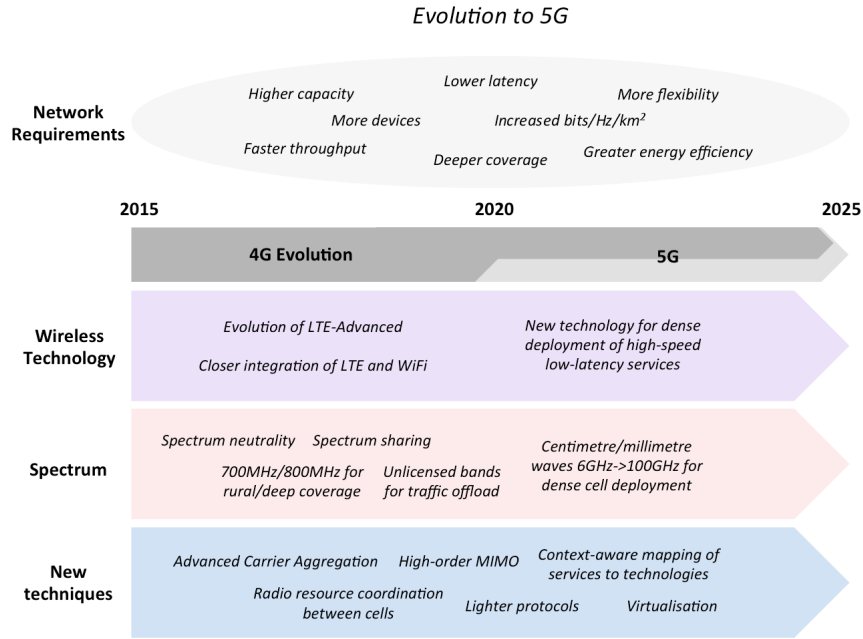 Evolution to 5G
Network
Requirements
Higher capacity
Lower latency
More flexibility
More devices
Increased bits/Hz/km²
Faster throughput
Deeper coverage
Greater energy efficiency
2015
2020
2025
4G Evolution
5G
Wireless
Technology
Evolution of LTE-Advanced
Closer integration of LTE and WiFi
New technology for dense
deployment of high-speed
low-latency services
Spectrum
Spectrum neutrality
Spectrum sharing
700MHz/800MHz for
rural/deep coverage
Unlicensed bands
for traffic offload
Centimetre/millimetre
waves 6GHz->100GHz for
dense cell deployment
New
techniques
Advanced Carrier Aggregation
High-order MIMO
Context-aware mapping of
services to technologies
Radio resource coordination
between cells
Lighter protocols
Virtualisation